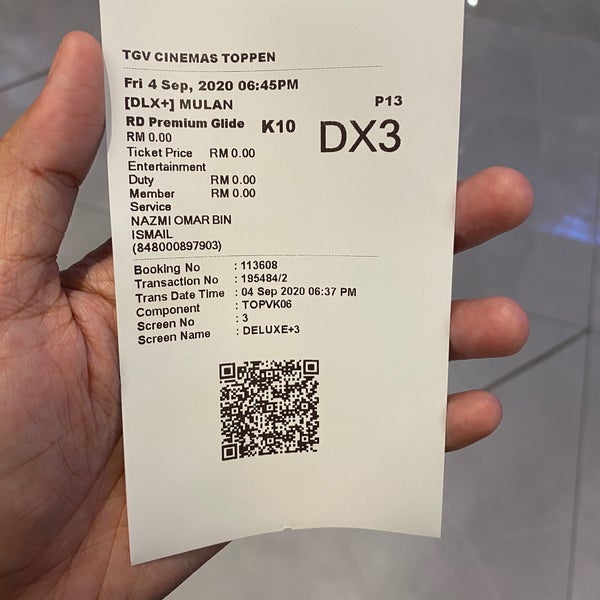 TGV CINEMAS TOPPEN
Fri 4 Sep, 2020 06:45PM
[DLX+] MULAN P13
RD Premium Glide K10 DX3
RM 0.00
Ticket Price RM 0.00
Entertainment
Duty RM 0.00
Member RM 0.00
Service
NAZMI OMAR BIN
ISMAIL
(848000897903)
Booking No : 113608
Transaction No : 195484/2
Trans Date Time : 04 Sep 2020 06:37 PM
Component : TOPVK06
Screen No : 3
Screen Name : DELUXE+3